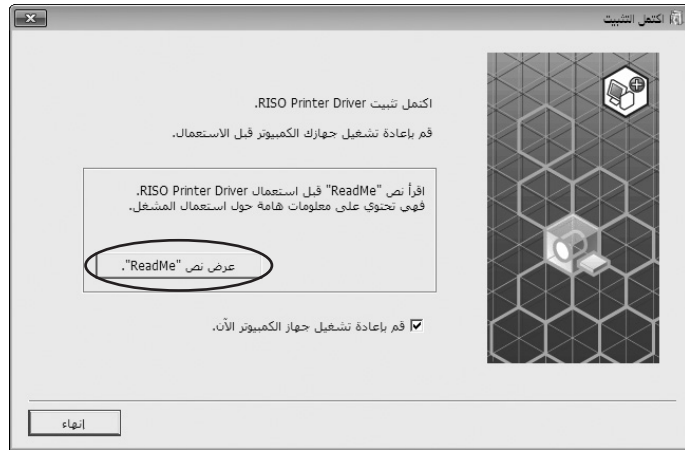 اكتمل التثبيت
اكتمل تثبيت RISO Printer Driver.
قم بإعادة تشغيل جهازك الكمبيوتر قبل الاستعمال.
اقرأ نص "ReadMe" قبل استعمال RISO Printer Driver.
فهي تحتوي على معلومات هامة حول استعمال المشغل.
عرض نص "ReadMe".
قم بإعادة تشغيل جهاز الكمبيوتر الآن.
إنهاء